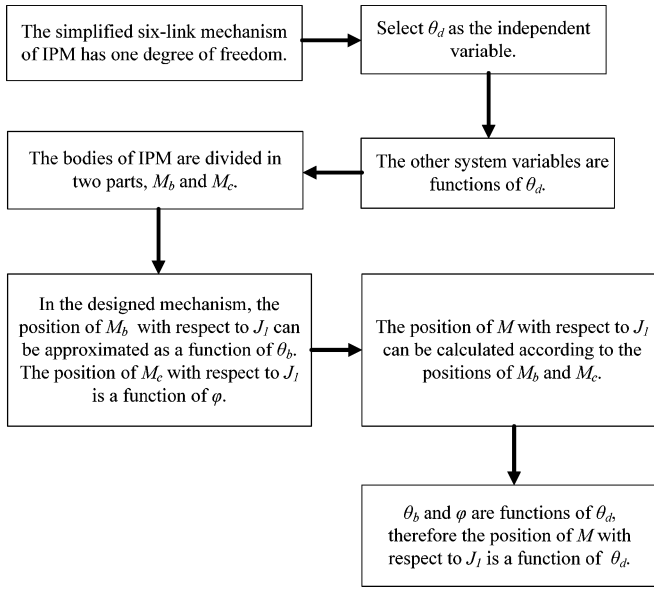 The simplified six-link mechanism
of IPM has one degree of freedom.
Select θd as the independent
variable.
The other system variables are
functions of θd.
The bodies of IPM are divided in
two parts, Mb and Mc.
In the designed mechanism, the
position of Mb with respect to J1 can
be approximated as a function of θb.
The position of Mc with respect to J1
is a function of φ.
The position of M with respect to J1
can be calculated according to the
positions of Mb and Mc.
θb and φ are functions of θd,
therefore the position of M with
respect to J1 is a function of θd.